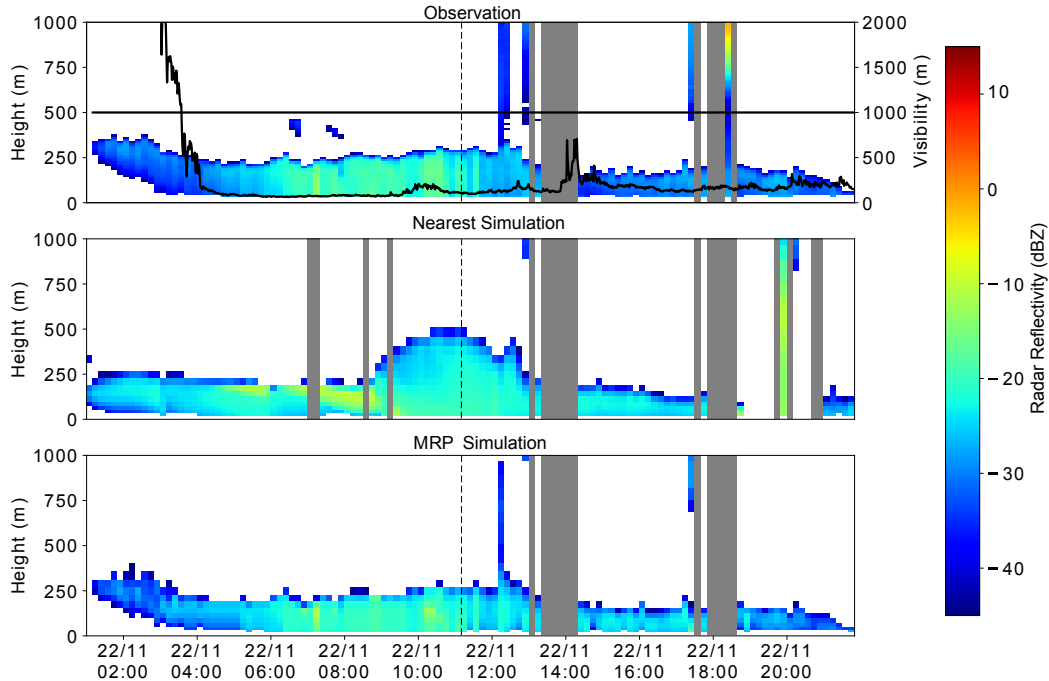 Observation
1000
750
500
250
0
Height (m)
2000
1500
1000
500
0
Visibility (m)
Nearest Simulation
1000
750
500
250
0
Height (m)
MRP Simulation
1000
750
500
250
0
Height (m)
22/11 22/11 22/11 22/11 22/11 22/11 22/11 22/11 22/11 22/11
02:00 04:00 06:00 08:00 10:00 12:00 14:00 16:00 18:00 20:00
10
0
−10
−20
−30
−40
Radar Reflectivity (dBZ)